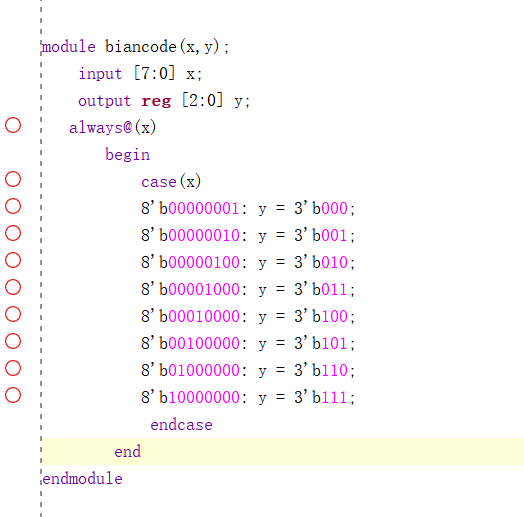 module biancode(x,y);
    input [7:0] x;
    output reg [2:0] y;
   always@(x)
       begin
           case(x)
           8'b00000001: y = 3'b000;
           8'b00000010: y = 3'b001;
           8'b00000100: y = 3'b010;
           8'b00001000: y = 3'b011;
           8'b00010000: y = 3'b100;
           8'b00100000: y = 3'b101;
           8'b01000000: y = 3'b110;
           8'b10000000: y = 3'b111;
            endcase
        end
endmodule